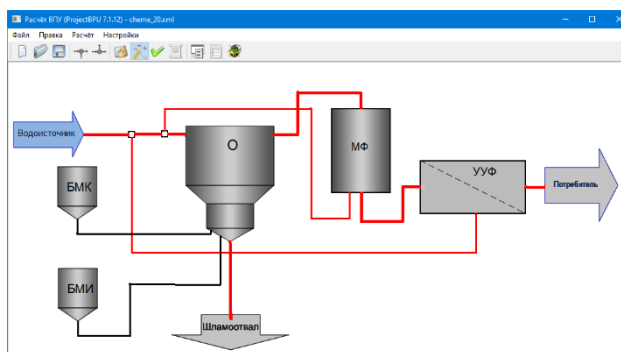 Расчёт ВПУ (ProjectBPU 7.1.12) - cheme_20.xml
Файл Правка Расчёт Настройки
Водоисточник
О
МФ
УУФ
Потребитель
БМК
БМИ
Шламоотвал